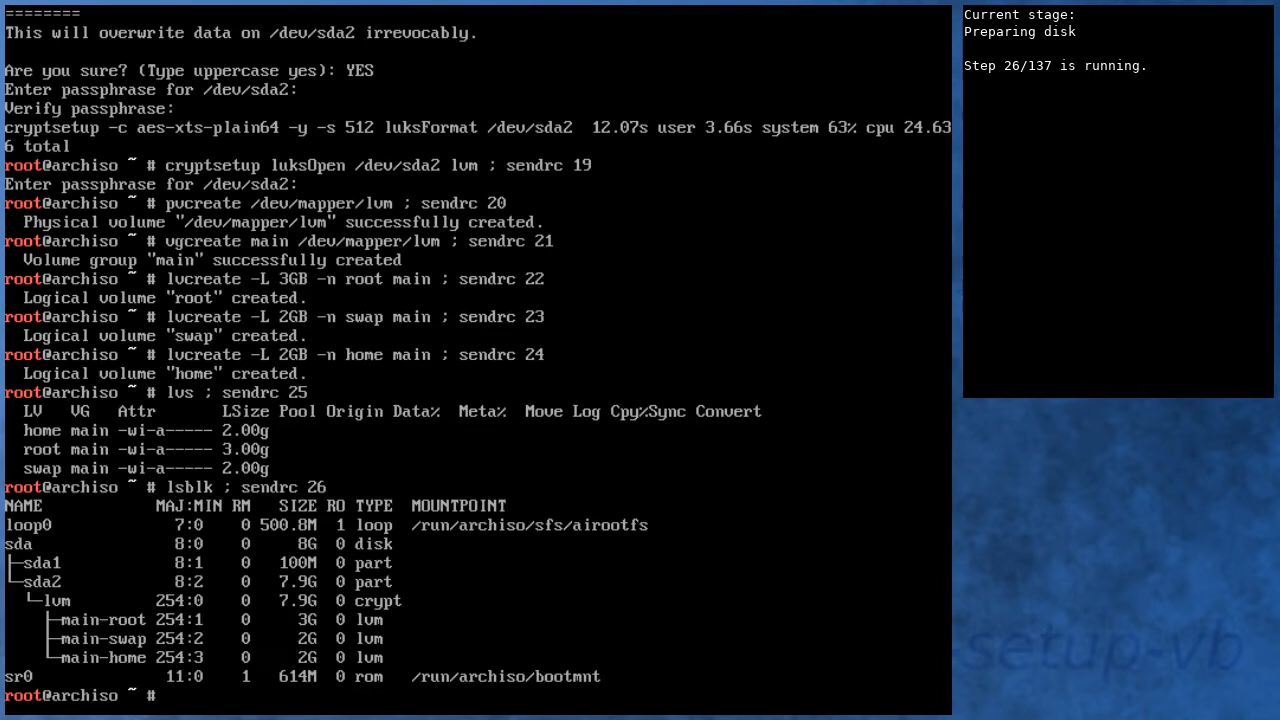 ========
This will overwrite data on /dev/sda2 irrevocably.
Are you sure? (Type uppercase yes): YES
Enter passphrase for /dev/sda2:
Verify passphrase:
cryptsetup -c aes-xts-plain64 -y -s 512 luksFormat /dev/sda2  12.07s user 3.66s system 63% cpu 24.63
6 total
root@archiso ~ # cryptsetup luksOpen /dev/sda2 lvm ; sendrc 19
Enter passphrase for /dev/sda2:
root@archiso ~ # pvcreate /dev/mapper/lvm ; sendrc 20
  Physical volume "/dev/mapper/lvm" successfully created.
root@archiso ~ # vgcreate main /dev/mapper/lvm ; sendrc 21
  Volume group "main" successfully created
root@archiso ~ # lvcreate -L 3GB -n root main ; sendrc 22
  Logical volume "root" created.
root@archiso ~ # lvcreate -L 2GB -n swap main ; sendrc 23
  Logical volume "swap" created.
root@archiso ~ # lvcreate -L 2GB -n home main ; sendrc 24
  Logical volume "home" created.
root@archiso ~ # lvs ; sendrc 25
  LV   VG   Attr       LSize Pool Origin Data%  Meta%  Move Log Cpy%Sync Convert
  home main -wi-a----- 2.00g
  root main -wi-a----- 3.00g
  swap main -wi-a----- 2.00g
root@archiso ~ # lsblk ; sendrc 26
NAME            MAJ:MIN RM   SIZE RO TYPE  MOUNTPOINT
loop0             7:0    0 500.8M  1 loop  /run/archiso/sfs/airootfs
sda               8:0    0     8G  0 disk
├─sda1            8:1    0   100M  0 part
└─sda2            8:2    0   7.9G  0 part
  └─lvm         254:0    0   7.9G  0 crypt
    ├─main-root 254:1    0     3G  0 lvm
    ├─main-swap 254:2    0     2G  0 lvm
    └─main-home 254:3    0     2G  0 lvm
sr0              11:0    1   614M  0 rom   /run/archiso/bootmnt
root@archiso ~ #
Current stage:
Preparing disk
Step 26/137 is running.
-setup-vb